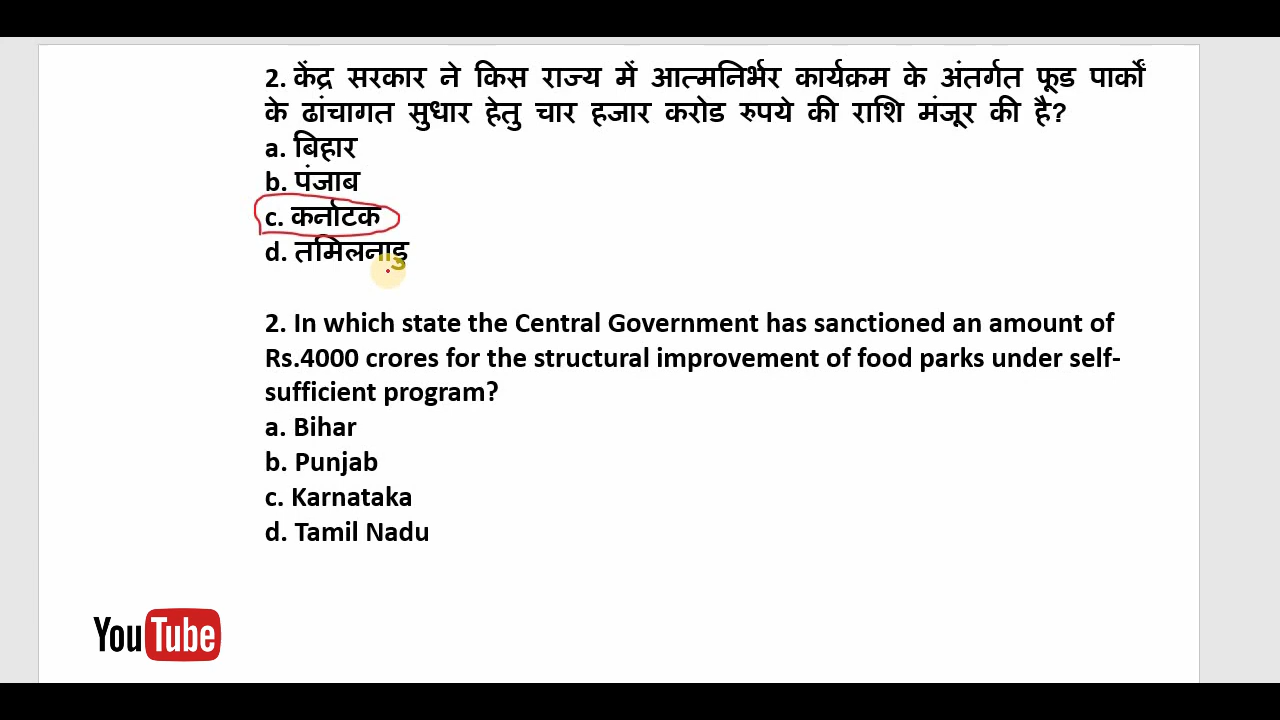 2. केंद्र सरकार ने किस राज्य में आत्मनिर्भर कार्यक्रम के अंतर्गत फूड पार्कों
के ढांचागत सुधार हेतु चार हजार करोड रुपये की राशि मंजूर की है?
a. बिहार
b. पंजाब
c. कर्नाटक
d. तमिलनाडु
2. In which state the Central Government has sanctioned an amount of
Rs.4000 crores for the structural improvement of food parks under self-
sufficient program?
a. Bihar
b. Punjab
c. Karnataka
d. Tamil Nadu
YouTube